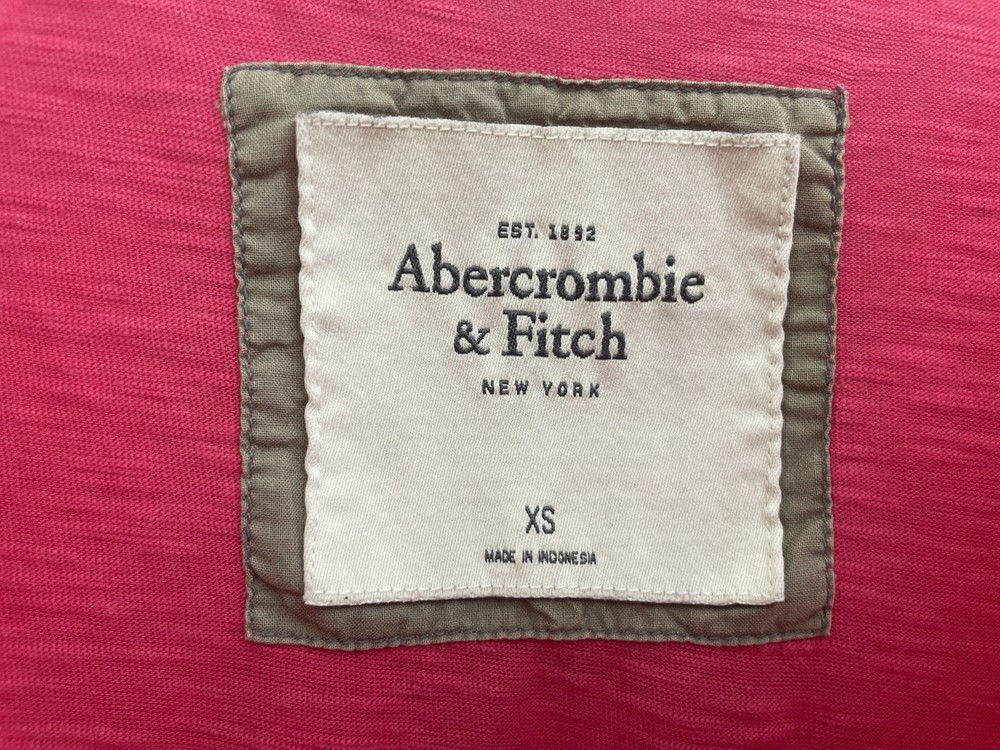 EST. 1892
Abercrombie
& Fitch
NEW YORK
XS
MADE IN INDONESIA